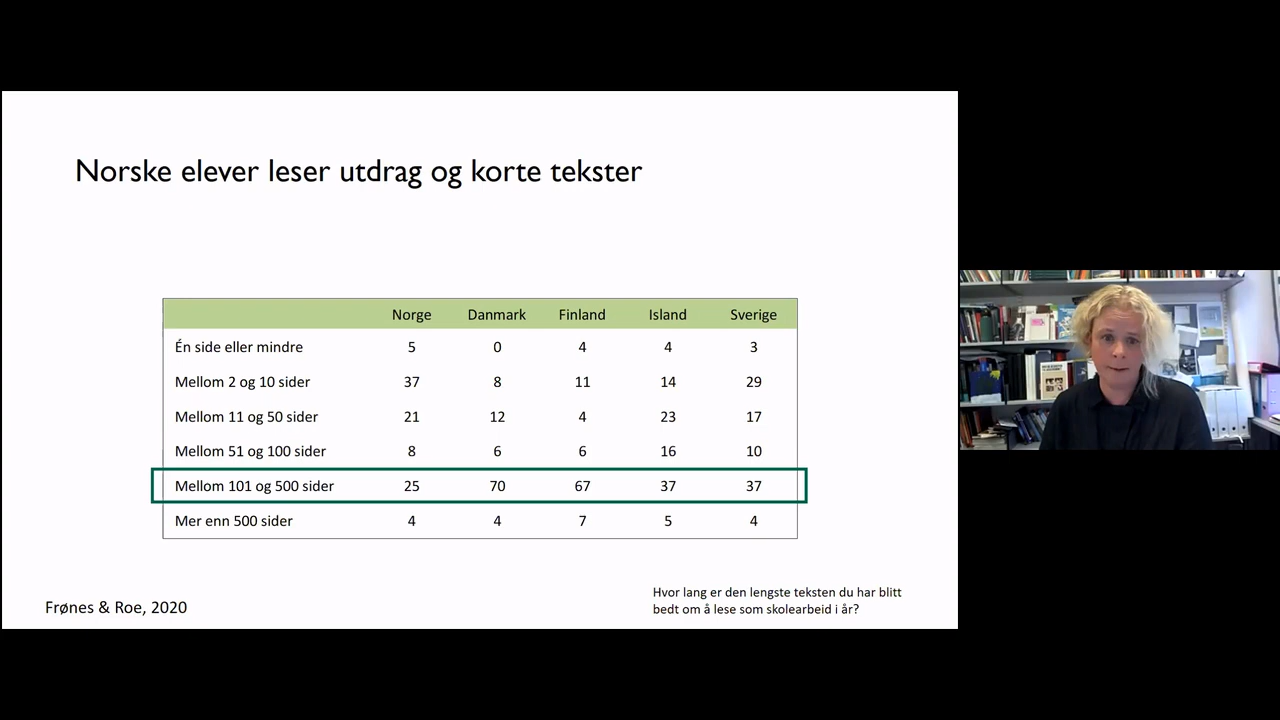 Norske elever leser utdrag og korte tekster
Norge Danmark Finland Island Sverige
Én side eller mindre 5 0 4 4 3
Mellom 2 og 10 sider 37 8 11 14 29
Mellom 11 og 50 sider 21 12 4 23 17
Mellom 51 og 100 sider 8 6 6 16 10
Mellom 101 og 500 sider 25 70 67 37 37
Mer enn 500 sider 4 4 7 5 4
Hvor lang er den lengste teksten du har blitt
bedt om å lese som skolearbeid i år?
Frønes & Roe, 2020